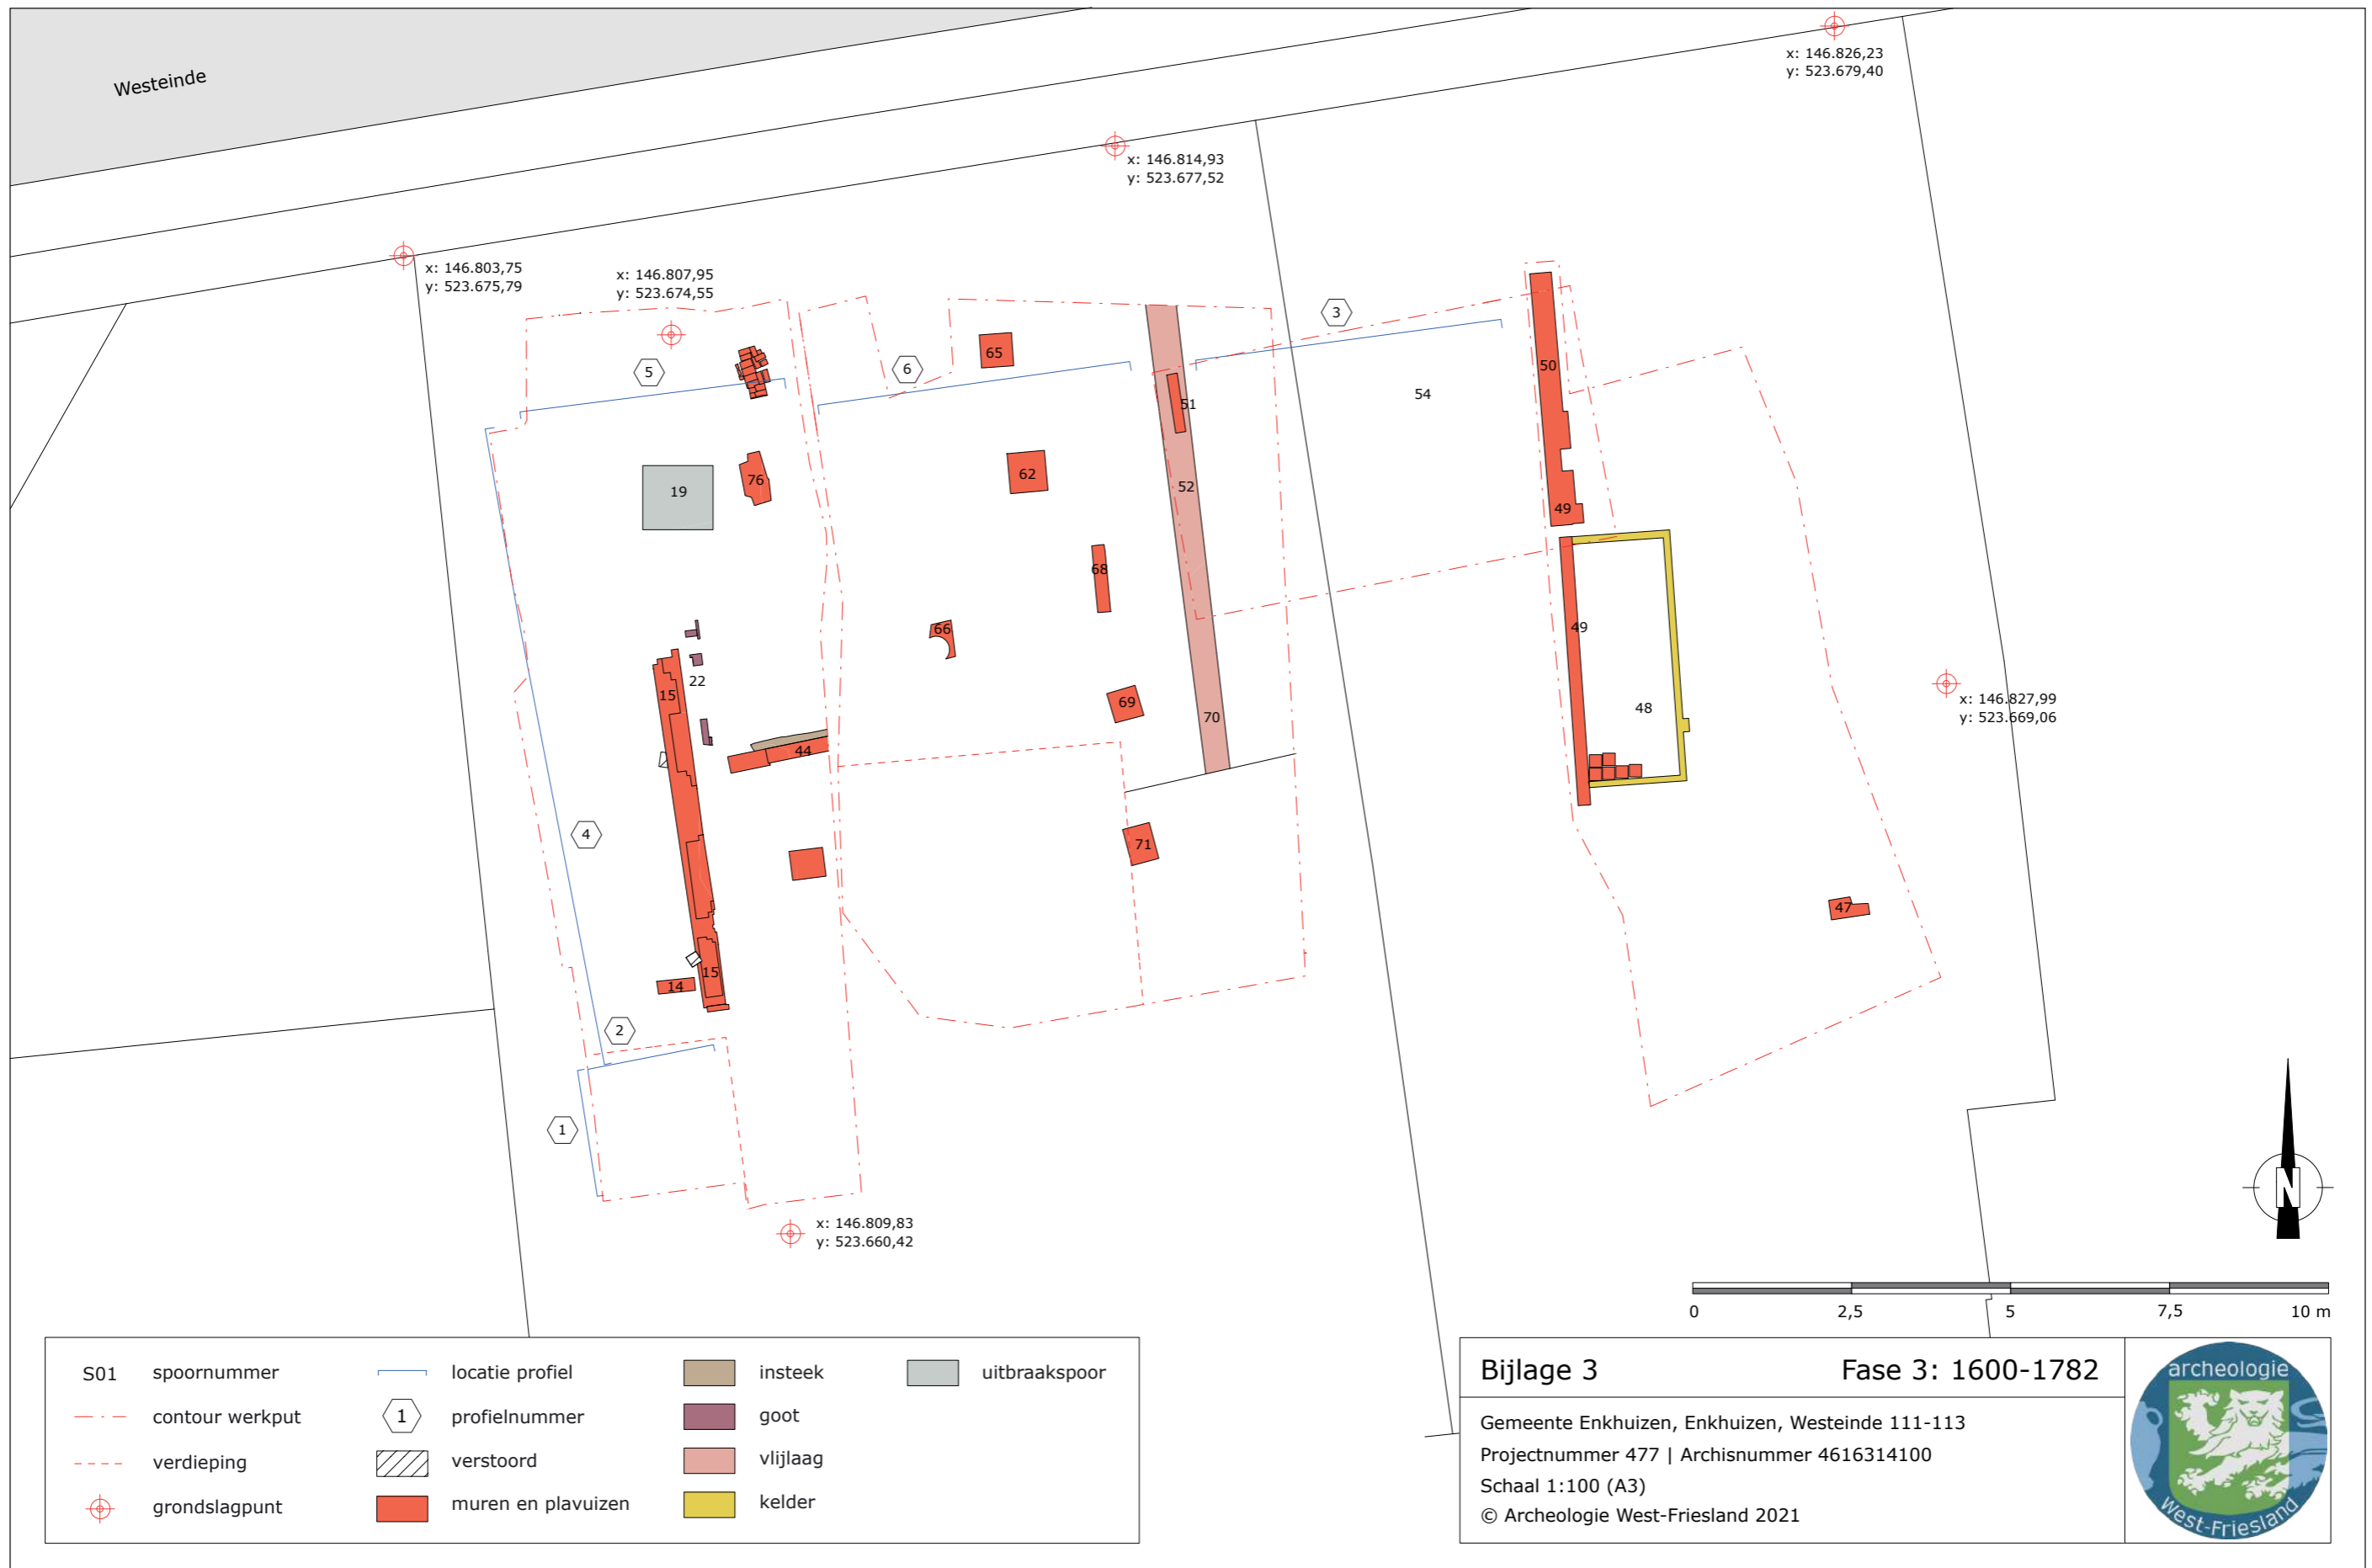 Westeinde
x: 146.826,23
y: 523.679,40
x: 146.814,93
y: 523.677,52
x: 146.803,75
y: 523.675,79
x: 146.807,95
y: 523.674,55
3
65
5
6
50
51
54
62
76
19
52
49
68
66
49
22
15
69
48
70
x: 146.827,99
y: 523.669,06
44
4
71
47
15
14
2
1
x: 146.809,83
y: 523.660,42
N
0 2,5 5 7,5 10 m
S01 spoornummer
contour werkput
verdieping
grondslagpunt
locatie profiel
1 profielnummer
verstoord
muren en plavuizen
insteek
goot
vlijlaag
kelder
uitbraakspoor
Bijlage 3 Fase 3: 1600-1782
Gemeente Enkhuizen, Enkhuizen, Westeinde 111-113
Projectnummer 477 | Archisnummer 4616314100
Schaal 1:100 (A3)
© Archeologie West-Friesland 2021
archeologie
West-Friesland